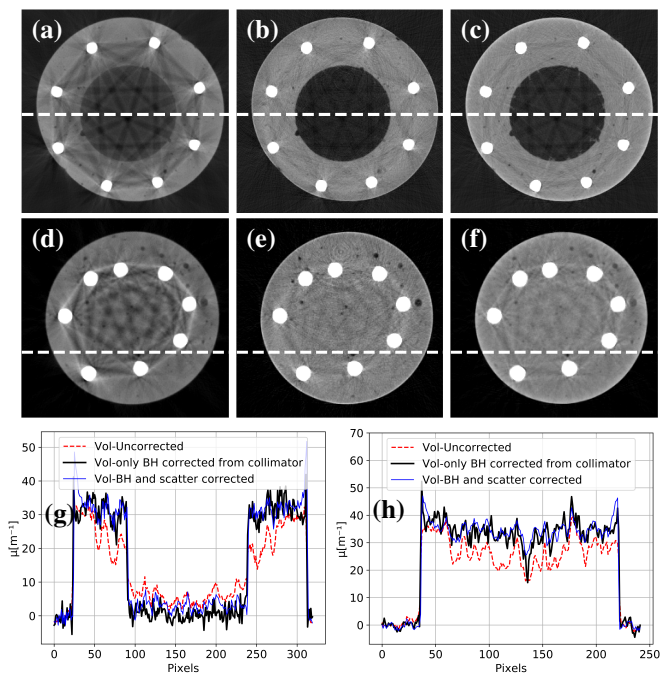 (a)
(b)
(c)
(d)
(e)
(f)
(g)
Vol-Uncorrected
Vol-only BH corrected from collimator
Vol-BH and scatter corrected
μ[m⁻¹]
50
40
30
20
10
0
0
50
100
150
200
250
300
Pixels
(h)
Vol-Uncorrected
Vol-only BH corrected from collimator
Vol-BH and scatter corrected
μ[m⁻¹]
70
60
50
40
30
20
10
0
0
50
100
150
200
250
Pixels